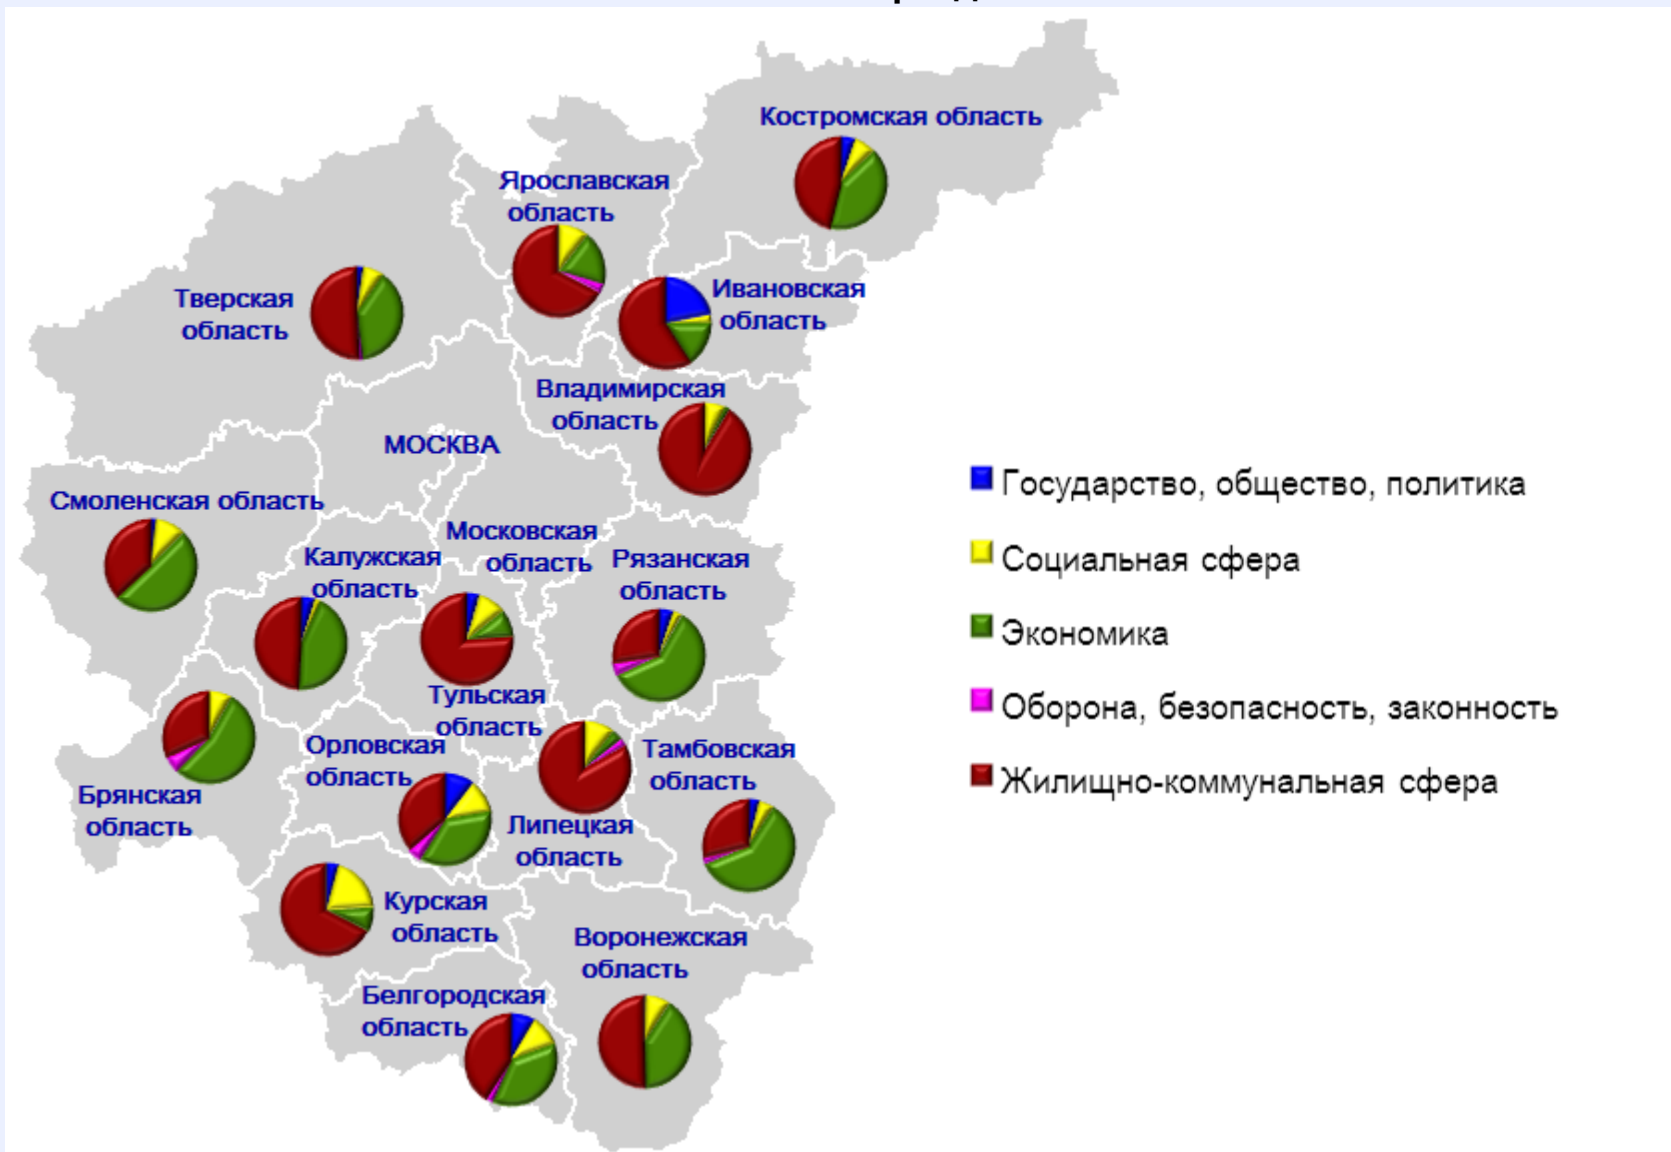 Костромская область
Ярославская
область
Ивановская
область
Тверская
область
Владимирская
область
МОСКВА
Смоленская область
Московская
область
Калужская
область
Рязанская
область
Тульская
область
Орловская
область
Тамбовская
область
Брянская
область
Липецкая
область
Курская
область
Воронежская
область
Белгородская
область
Государство, общество, политика
Социальная сфера
Экономика
Оборона, безопасность, законность
Жилищно-коммунальная сфера